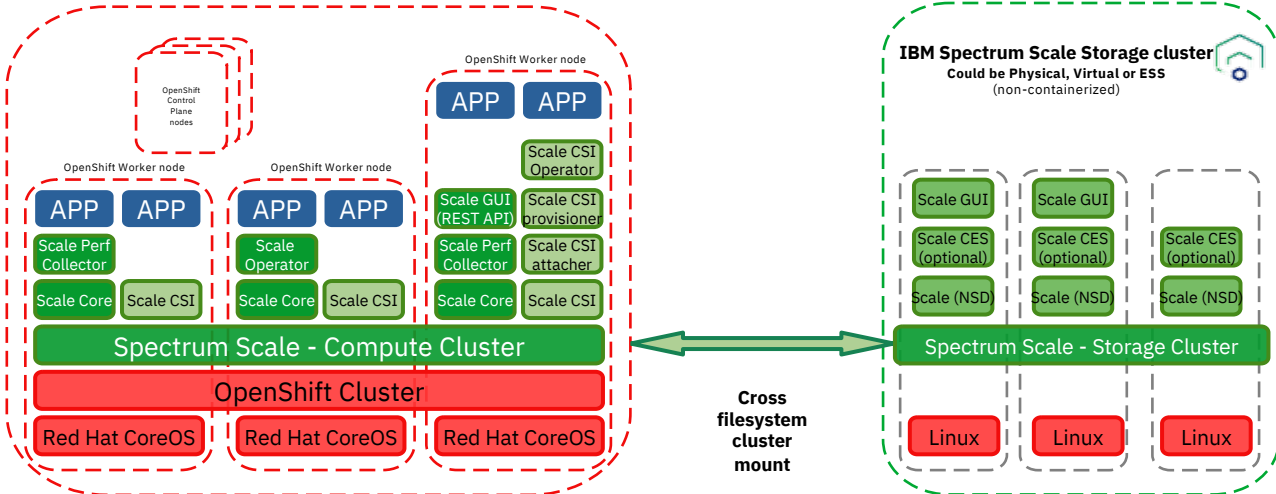 OpenShift Worker node
APP
APP
OpenShift
Control
Plane
nodes
Scale CSI
Operator
OpenShift Worker node
OpenShift Worker node
APP
APP
APP
APP
Scale GUI
(REST API)
Scale CSI
provisioner
Scale Perf
Collector
Scale
Operator
Scale Perf
Collector
Scale CSI
attacher
Scale Core
Scale CSI
Scale Core
Scale CSI
Scale Core
Scale CSI
Spectrum Scale - Compute Cluster
OpenShift Cluster
Red Hat CoreOS
Red Hat CoreOS
Red Hat CoreOS
Cross
filesystem
cluster
mount
IBM Spectrum Scale Storage cluster
Could be Physical, Virtual or ESS
(non-containerized)
Scale GUI
Scale GUI
Scale CES
(optional)
Scale CES
(optional)
Scale CES
(optional)
Scale (NSD)
Scale (NSD)
Scale (NSD)
Spectrum Scale - Storage Cluster
Linux
Linux
Linux